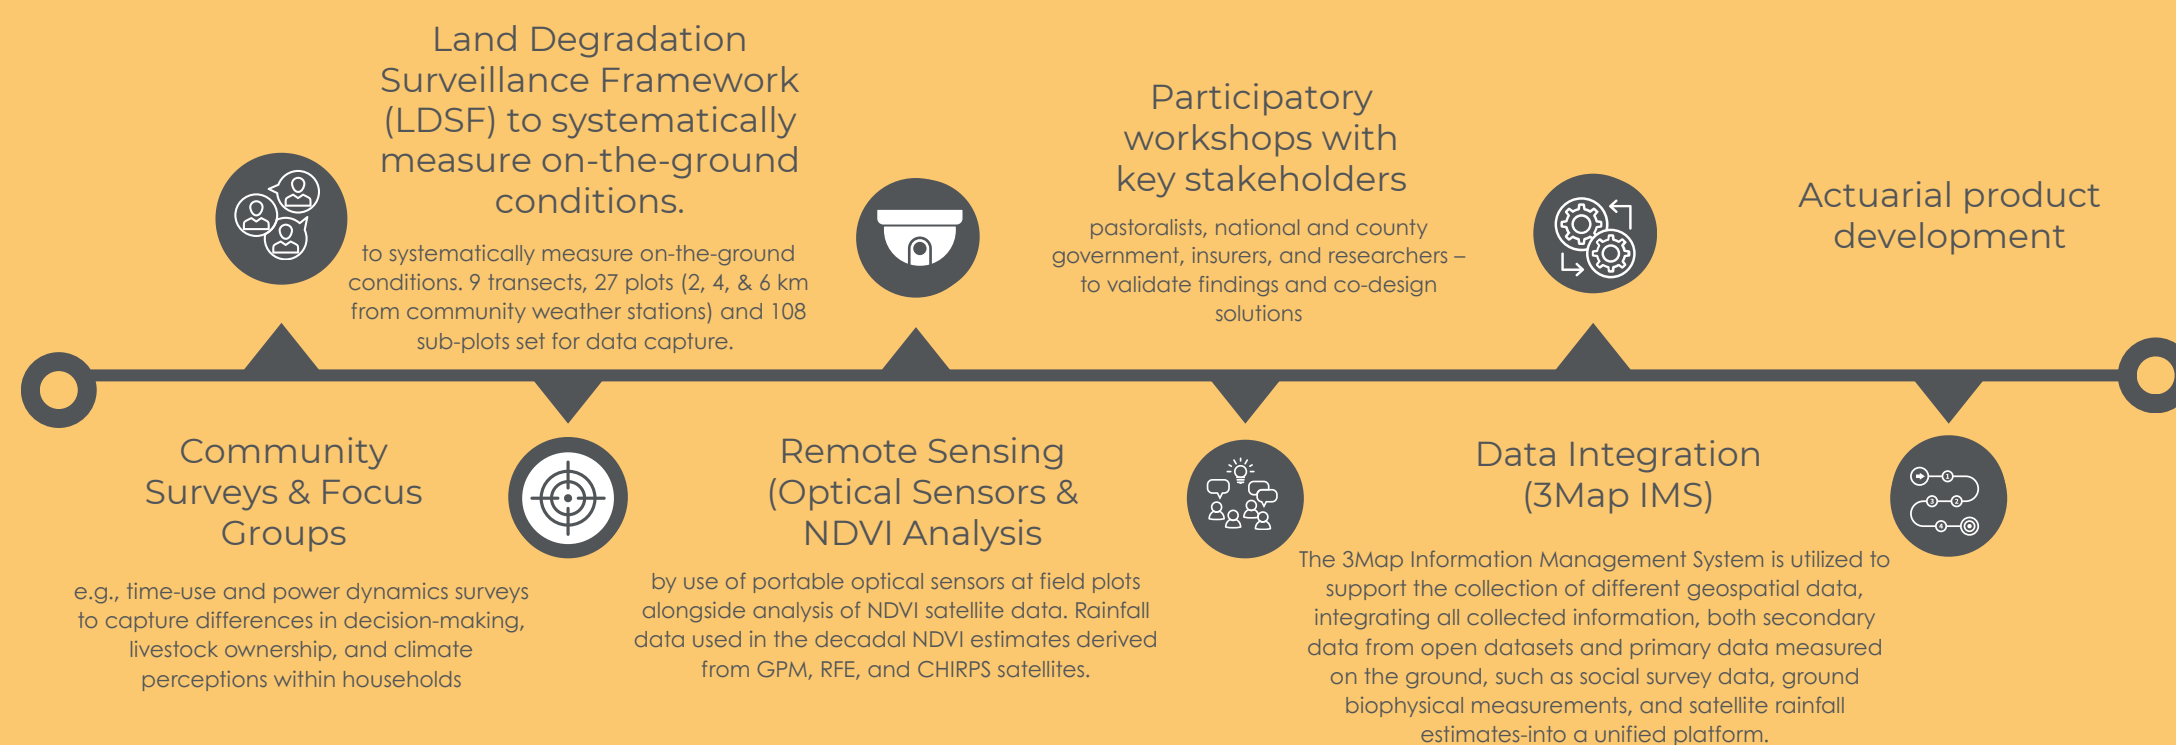 Community
Surveys & Focus
Groups
e.g., time-use and power dynamics surveys
to capture differences in decision-making,
livestock ownership, and climate
perceptions within households
Land Degradation
Surveillance Framework
(LDSF) to systematically
measure on-the-ground
conditions.
to systematically measure on-the-ground
conditions. 9 transects, 27 plots (2, 4, & 6 km
from community weather stations) and 108
sub-plots set for data capture.
Remote Sensing
(Optical Sensors &
NDVI Analysis
by use of portable optical sensors at field plots
alongside analysis of NDVI satellite data. Rainfall
data used in the decadal NDVI estimates derived
from GPM, RFE, and CHIRPS satellites.
Participatory
workshops with
key stakeholders
pastoralists, national and county
government, insurers, and researchers –
to validate findings and co-design
solutions
Data Integration
(3Map IMS)
The 3Map Information Management System is utilized to
support the collection of different geospatial data,
integrating all collected information, both secondary
data from open datasets and primary data measured
on the ground, such as social survey data, ground
biophysical measurements, and satellite rainfall
estimates-into a unified platform.
Actuarial product
development
1
3 2
4